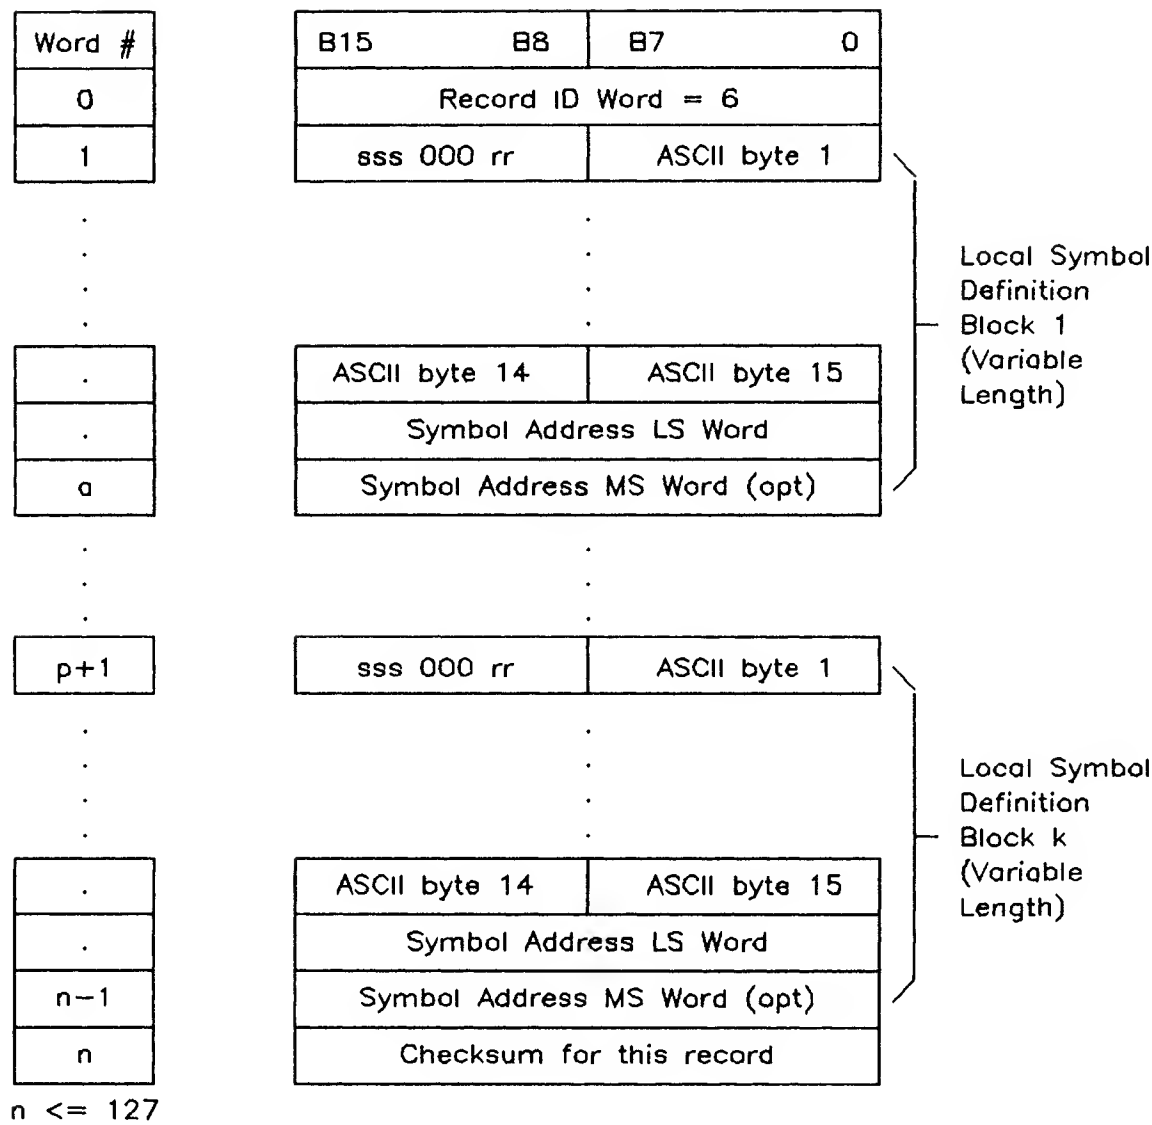 Word # B15 B8 B7 0
0 Record ID Word = 6
1 sss 000 rr ASCII byte 1
. .
. .
. .
. .
Local Symbol
Definition
Block 1
(Variable
Length)
. ASCII byte 14 ASCII byte 15
. Symbol Address LS Word
a Symbol Address MS Word (opt)
. .
. .
. .
p+1 sss 000 rr ASCII byte 1
. .
. .
. .
. .
Local Symbol
Definition
Block k
(Variable
Length)
. ASCII byte 14 ASCII byte 15
. Symbol Address LS Word
n-1 Symbol Address MS Word (opt)
n Checksum for this record
n <= 127